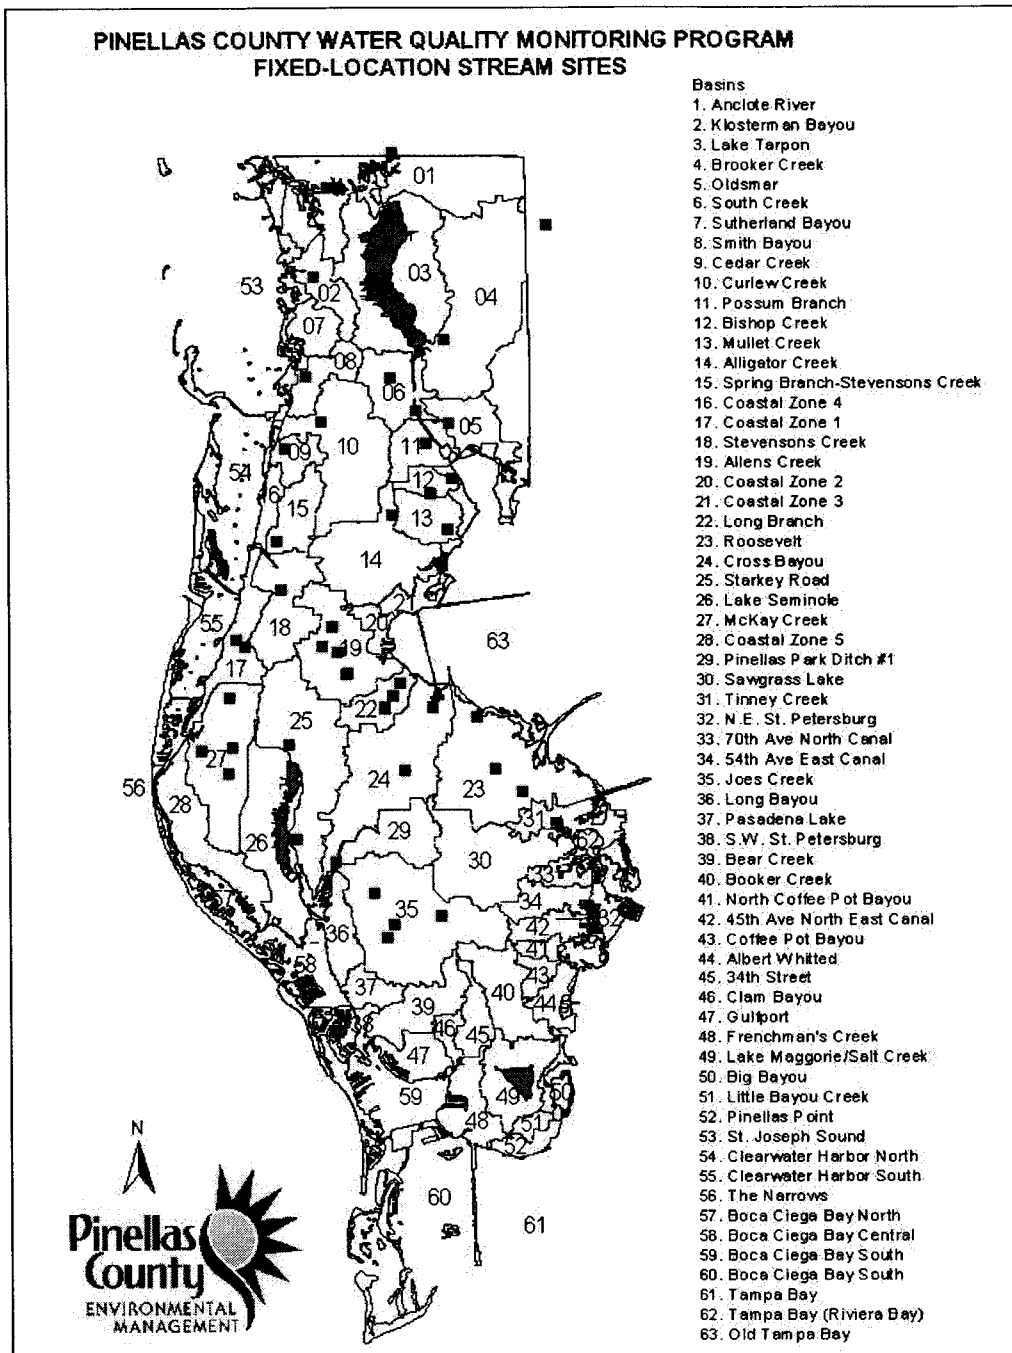 PINELLAS COUNTY WATER QUALITY MONITORING PROGRAM
FIXED-LOCATION STREAM SITES
Basins
1. Anclote River
2. Klosterman Bayou
3. Lake Tarpon
4. Brooker Creek
5. Oldsmar
6. South Creek
7. Sutherland Bayou
8. Smith Bayou
9. Cedar Creek
10. Curlew Creek
11. Possum Branch
12. Bishop Creek
13. Mullet Creek
14. Alligator Creek
15. Spring Branch-Stevensons Creek
16. Coastal Zone 4
17. Coastal Zone 1
18. Stevensons Creek
19. Allens Creek
20. Coastal Zone 2
21. Coastal Zone 3
22. Long Branch
23. Roosevelt
24. Cross Bayou
25. Starkey Road
26. Lake Seminole
27. McKay Creek
28. Coastal Zone 5
29. Pinellas Park Ditch #1
30. Sawgrass Lake
31. Tinney Creek
32. N.E. St. Petersburg
33. 70th Ave North Canal
34. 54th Ave East Canal
35. Joes Creek
36. Long Bayou
37. Pasadena Lake
38. S.W. St. Petersburg
39. Bear Creek
40. Booker Creek
41. North Coffee Pot Bayou
42. 45th Ave North East Canal
43. Coffee Pot Bayou
44. Albert Whitted
45. 34th Street
46. Clam Bayou
47. Gulfport
48. Frenchman's Creek
49. Lake Maggorie/Salt Creek
50. Big Bayou
51. Little Bayou Creek
52. Pinellas Point
53. St. Joseph Sound
54. Clearwater Harbor North
55. Clearwater Harbor South
56. The Narrows
57. Boca Ciega Bay North
58. Boca Ciega Bay Central
59. Boca Ciega Bay South
60. Boca Ciega Bay South
61. Tampa Bay
62. Tampa Bay (Riviera Bay)
63. Old Tampa Bay
01
03
53
02
04
07
08
06
05
10
11
09
54
12
6
15
13
14
2
55
18
20
19
63
17
22
25
27
24
23
56
28
31
29
26
30
62
33
34
35
32
42
36
41
58
43
37
40
39
44
38
46
45
47
59
49
50
48
51
52
60
61
N
Pinellas
County
ENVIRONMENTAL
MANAGEMENT